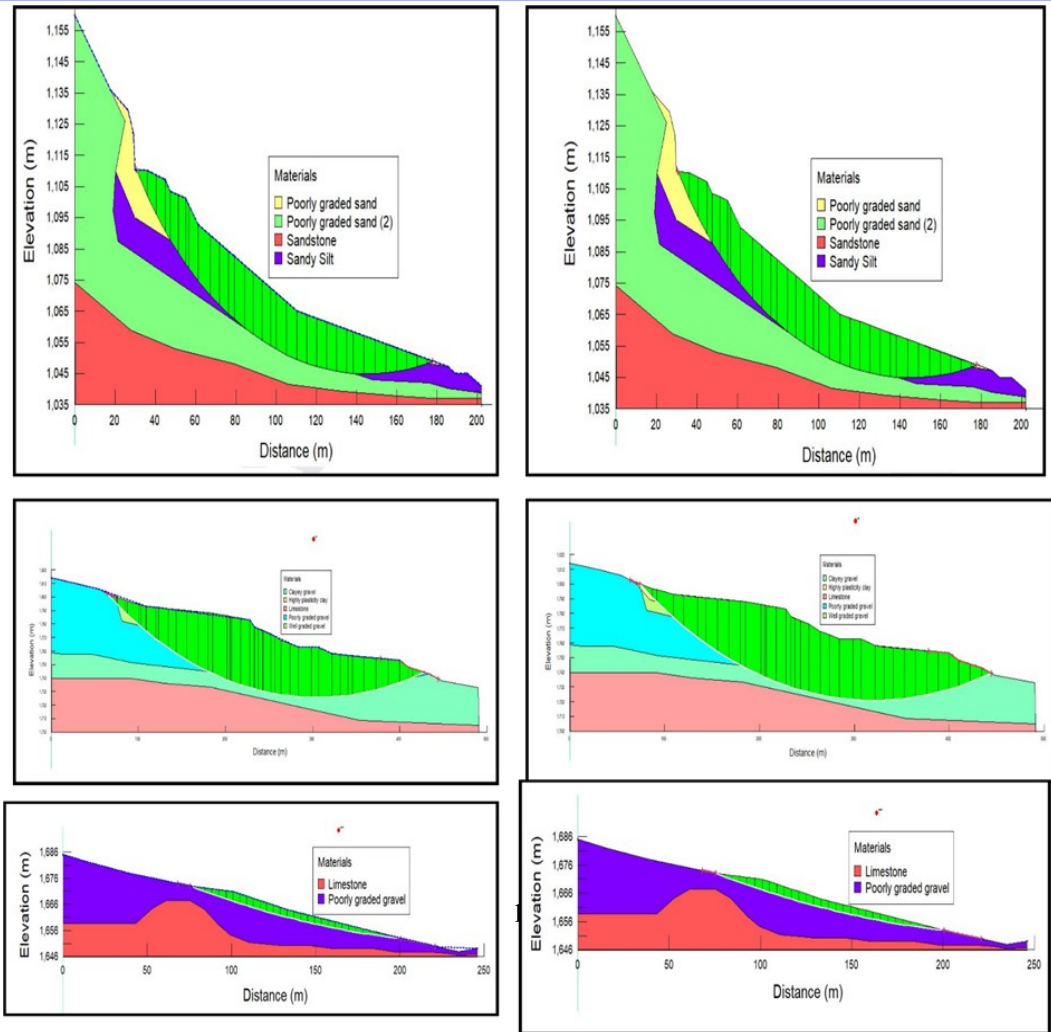 1,155
1,145
1,135
1,125
1,115
1,105
1,095
1,085
1,075
1,065
1,055
1,045
1,035
Elevation (m)
0 20 40 60 80 100 120 140 160 180 200
Distance (m)
Materials
Poorly graded sand
Poorly graded sand (2)
Sandstone
Sandy Silt
1,155
1,145
1,135
1,125
1,115
1,105
1,095
1,085
1,075
1,065
1,055
1,045
1,035
Elevation (m)
0 20 40 60 80 100 120 140 160 180 200
Distance (m)
Materials
Poorly graded sand
Poorly graded sand (2)
Sandstone
Sandy Silt
Elevation (m)
Distance (m)
Materials
Clayey gravel
Highly plasticity clay
Limestone
Poorly graded gravel
Well graded gravel
Elevation (m)
Distance (m)
Materials
Clayey gravel
Highly plasticity clay
Limestone
Poorly graded gravel
Well graded gravel
1,686
1,676
1,666
1,656
1,646
Elevation (m)
0 50 100 150 200 250
Distance (m)
Materials
Limestone
Poorly graded gravel
1,686
1,676
1,666
1,656
1,646
Elevation (m)
0 50 100 150 200 250
Distance (m)
Materials
Limestone
Poorly graded gravel